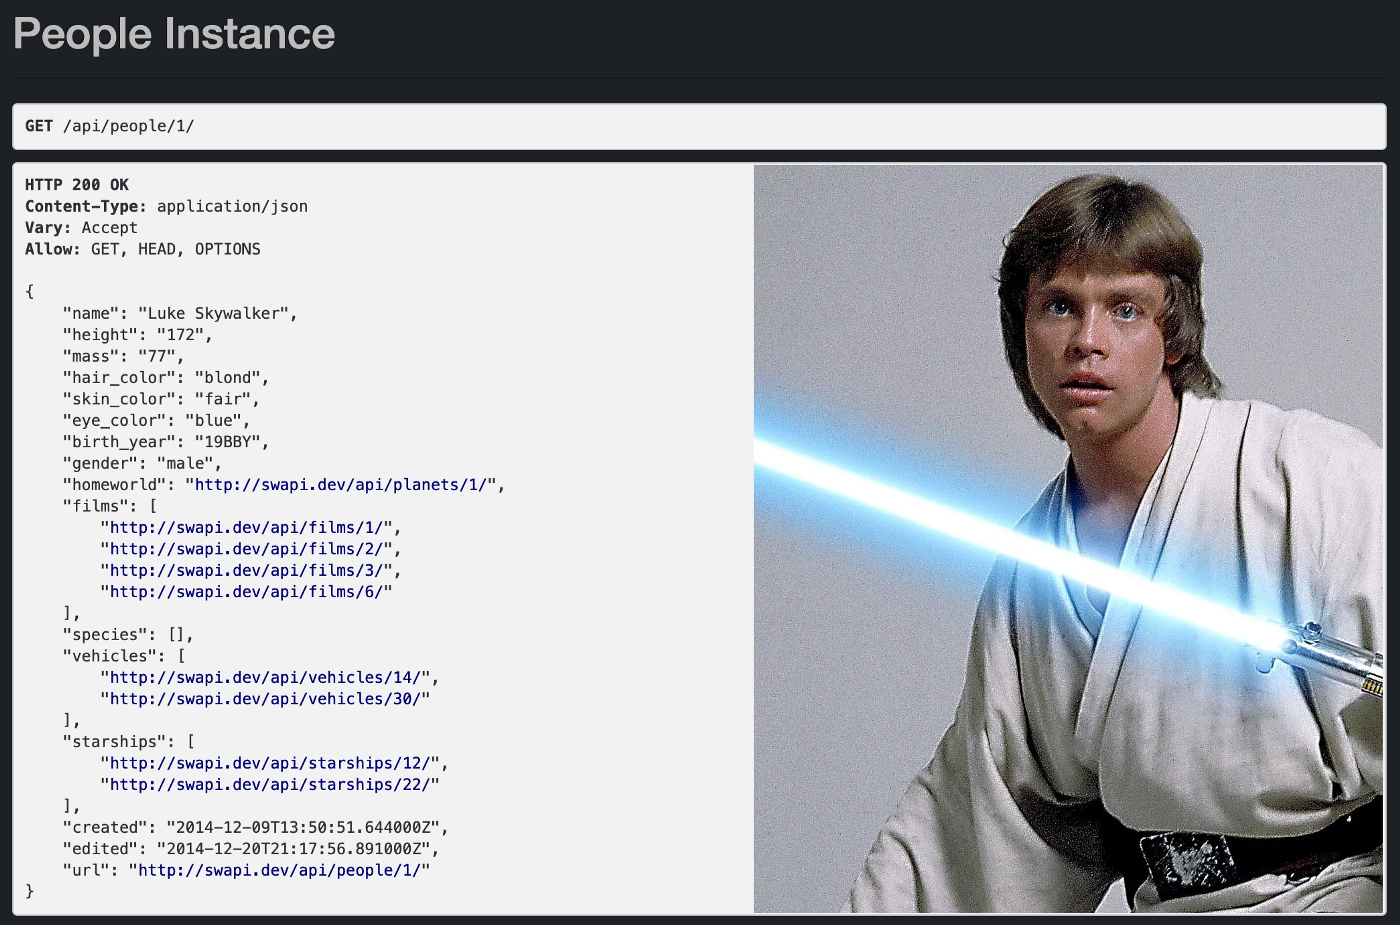 People Instance
GET /api/people/1/
HTTP 200 OK
Content-Type: application/json
Vary: Accept
Allow: GET, HEAD, OPTIONS
{
    "name": "Luke Skywalker",
    "height": "172",
    "mass": "77",
    "hair_color": "blond",
    "skin_color": "fair",
    "eye_color": "blue",
    "birth_year": "19BBY",
    "gender": "male",
    "homeworld": "http://swapi.dev/api/planets/1/",
    "films": [
        "http://swapi.dev/api/films/1/",
        "http://swapi.dev/api/films/2/",
        "http://swapi.dev/api/films/3/",
        "http://swapi.dev/api/films/6/"
    ],
    "species": [],
    "vehicles": [
        "http://swapi.dev/api/vehicles/14/",
        "http://swapi.dev/api/vehicles/30/"
    ],
    "starships": [
        "http://swapi.dev/api/starships/12/",
        "http://swapi.dev/api/starships/22/"
    ],
    "created": "2014-12-09T13:50:51.644000Z",
    "edited": "2014-12-20T21:17:56.891000Z",
    "url": "http://swapi.dev/api/people/1/"
}